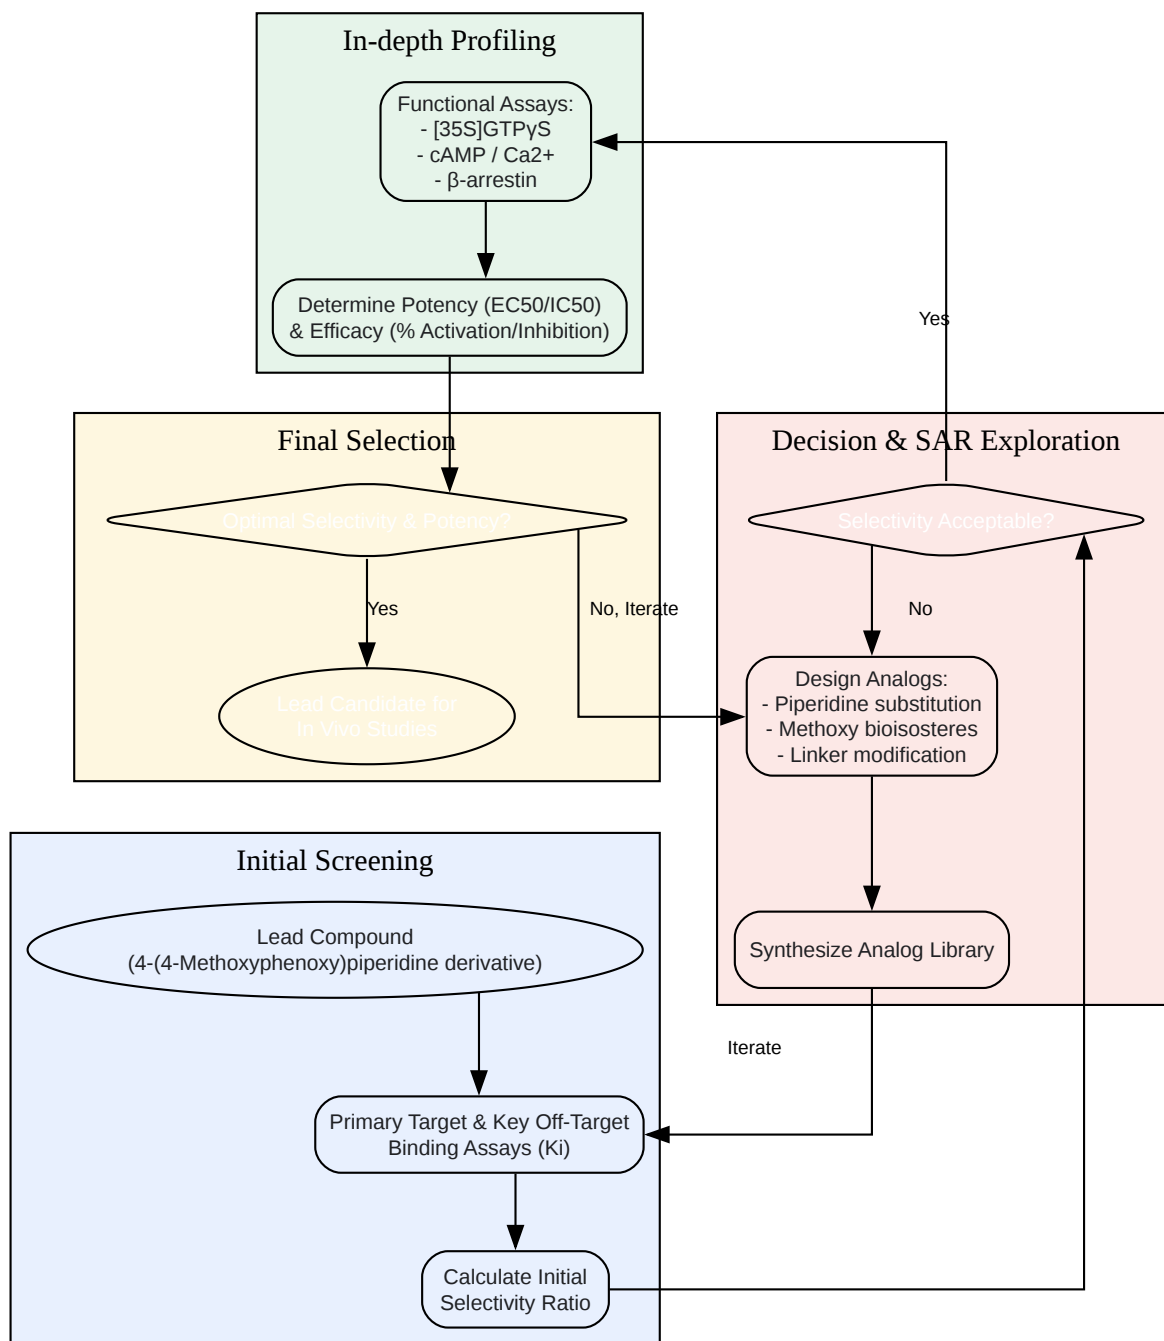 In-depth Profiling
Functional Assays:
- [35S]GTPγS
- cAMP / Ca2+
- β-arrestin
Determine Potency (EC50/IC50)
& Efficacy (% Activation/Inhibition)
Yes
Final Selection
Optimal Selectivity & Potency?
Yes
No, Iterate
Lead Candidate for
In Vivo Studies
Decision & SAR Exploration
Selectivity Acceptable?
No
Design Analogs:
- Piperidine substitution
- Methoxy bioisosteres
- Linker modification
Synthesize Analog Library
Iterate
Initial Screening
Lead Compound
(4-(4-Methoxyphenoxy)piperidine derivative)
Primary Target & Key Off-Target
Binding Assays (Ki)
Calculate Initial
Selectivity Ratio